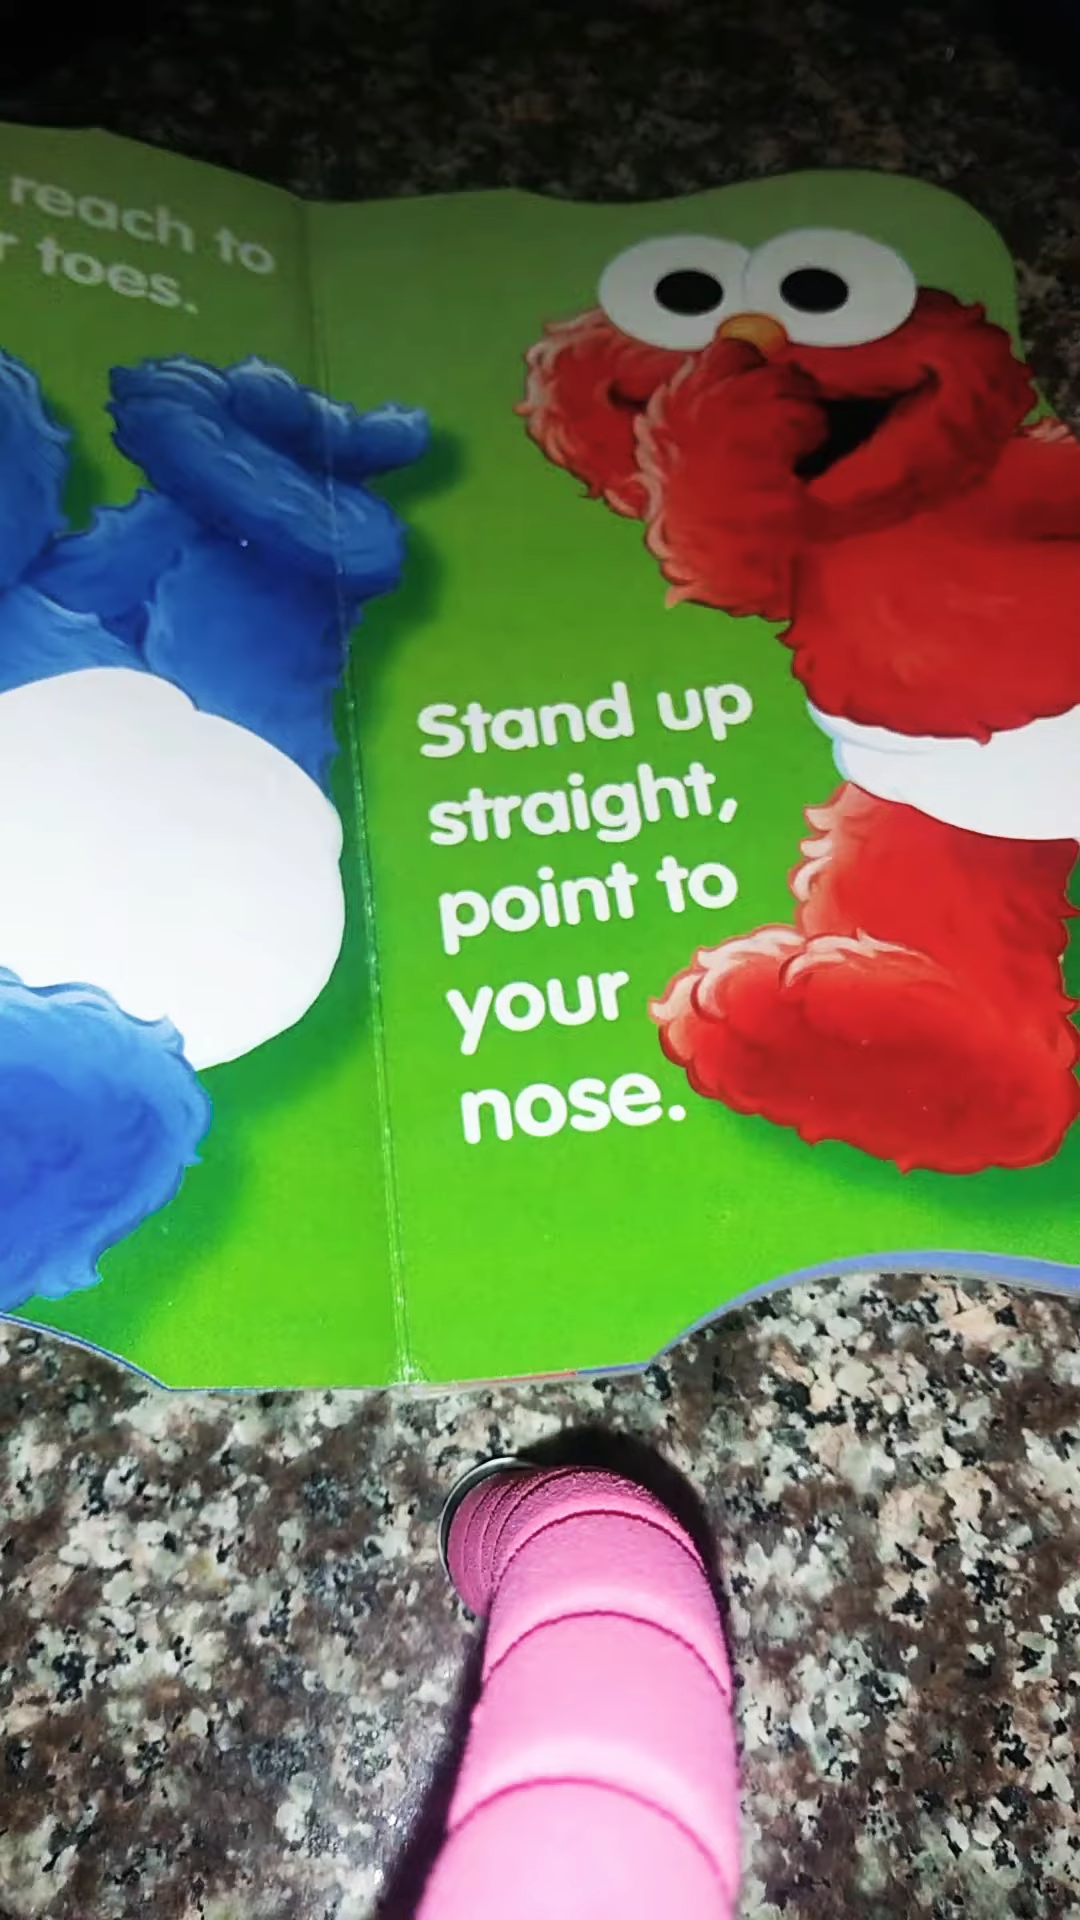 reach to
toes.
Stand up
straight,
point to
your
nose.